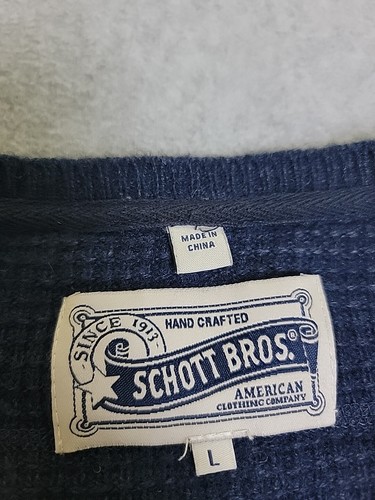 MADE IN
CHINA
SINCE 1913
HAND CRAFTED
SCHOTT BROS.®
AMERICAN
CLOTHING COMPANY
L